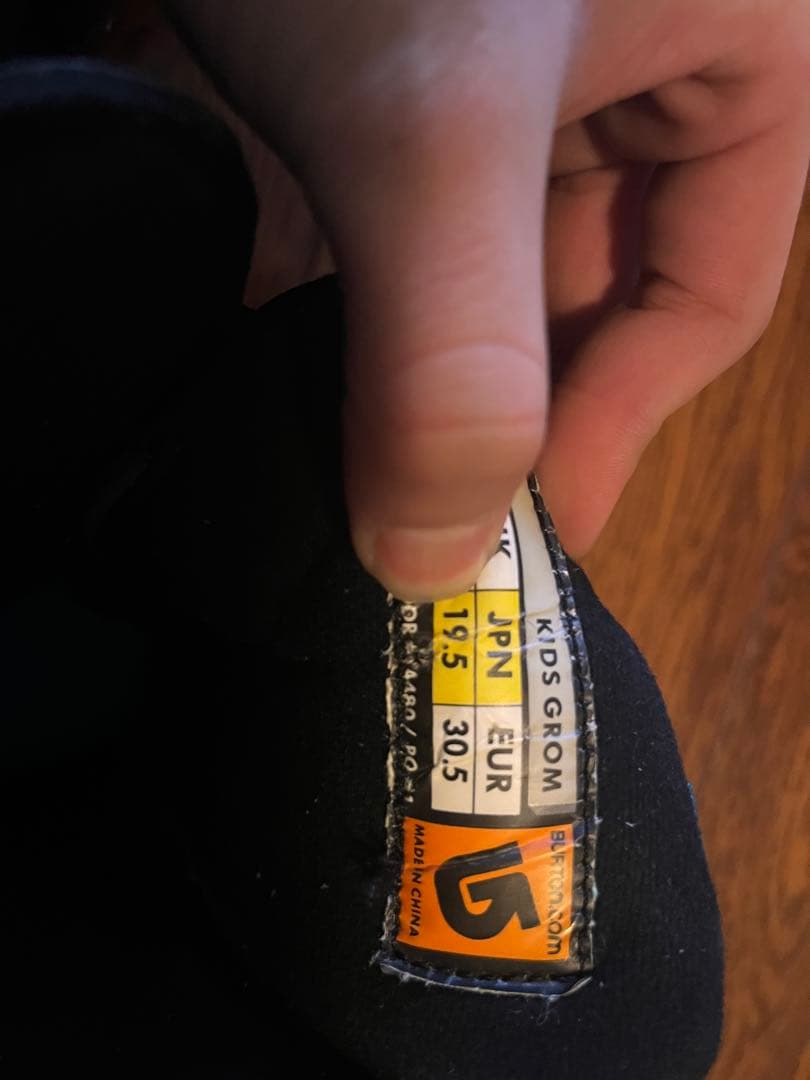 KIDS GROM
JPN EUR
19.5 30.5
BURTON.COM
MADE IN CHINA